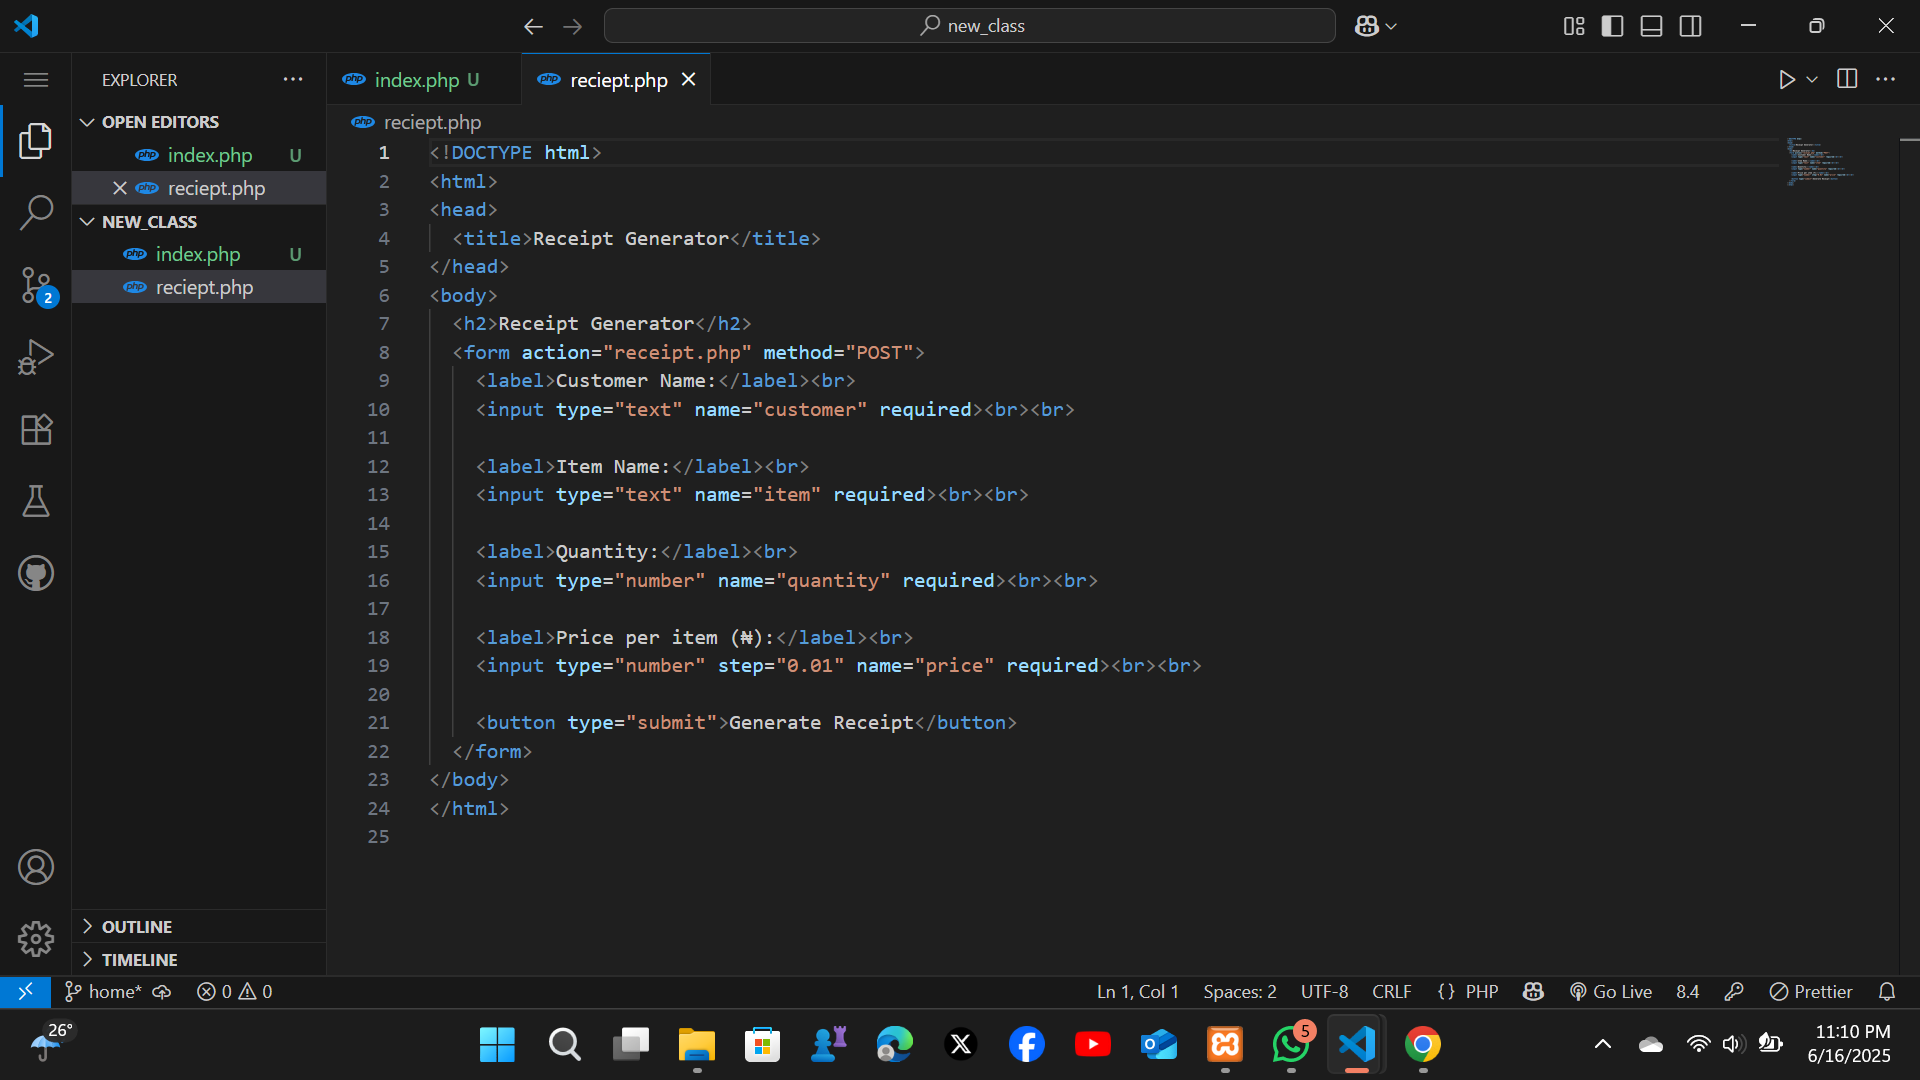 new_class
EXPLORER
index.php U
reciept.php
OPEN EDITORS
index.php U
reciept.php
NEW_CLASS
index.php U
reciept.php
OUTLINE
TIMELINE
2
reciept.php
1 <!DOCTYPE html>
2 <html>
3 <head>
4 <title>Receipt Generator</title>
5 </head>
6 <body>
7 <h2>Receipt Generator</h2>
8 <form action="receipt.php" method="POST">
9 <label>Customer Name:</label><br>
10 <input type="text" name="customer" required><br><br>
11
12 <label>Item Name:</label><br>
13 <input type="text" name="item" required><br><br>
14
15 <label>Quantity:</label><br>
16 <input type="number" name="quantity" required><br><br>
17
18 <label>Price per item (₦):</label><br>
19 <input type="number" step="0.01" name="price" required><br><br>
20
21 <button type="submit">Generate Receipt</button>
22 </form>
23 </body>
24 </html>
25
home* 0 0 Ln 1, Col 1 Spaces: 2 UTF-8 CRLF {} PHP Go Live 8.4 Prettier
26°
5
11:10 PM
6/16/2025